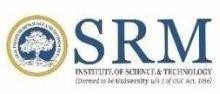 SRM
INSTITUTE OF SCIENCE & TECHNOLOGY
(Deemed to be University u/s 3 of UGC Act, 1956)